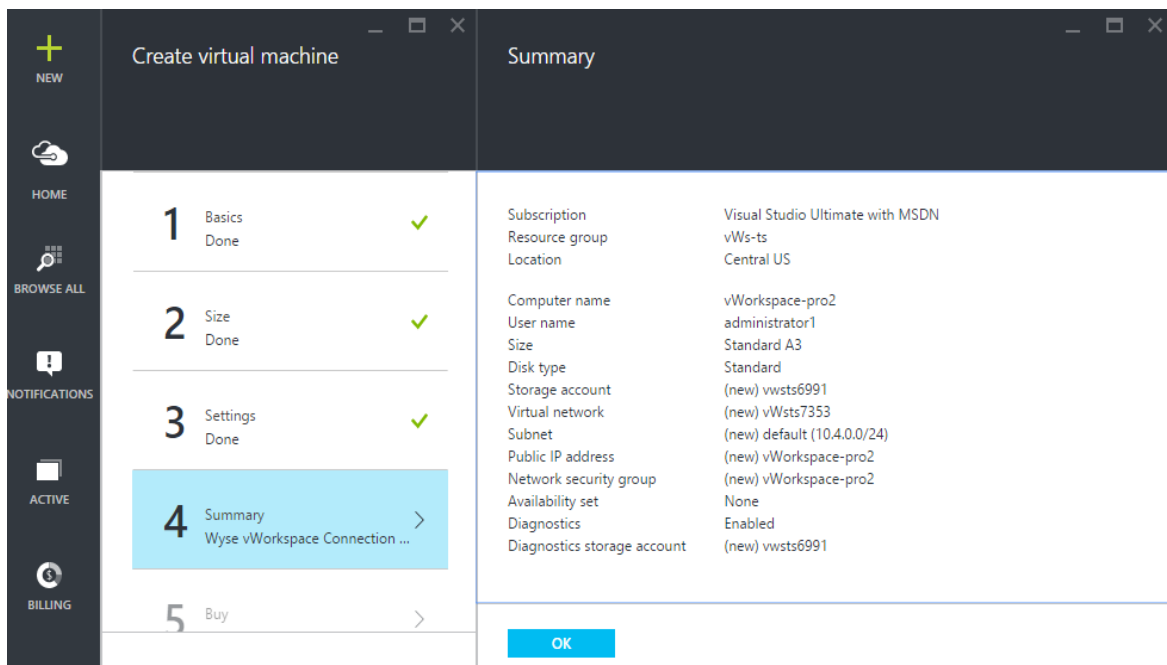 NEW
HOME
BROWSE ALL
NOTIFICATIONS
ACTIVE
BILLING
Create virtual machine
1
Basics
Done
2
Size
Done
3
Settings
Done
4
Summary
Wyse vWorkspace Connection ...
5
Buy
Summary
Subscription Visual Studio Ultimate with MSDN
Resource group vWs-ts
Location Central US
Computer name vWorkspace-pro2
User name administrator1
Size Standard A3
Disk type Standard
Storage account (new) vwsts6991
Virtual network (new) vWsts7353
Subnet (new) default (10.4.0.0/24)
Public IP address (new) vWorkspace-pro2
Network security group (new) vWorkspace-pro2
Availability set None
Diagnostics Enabled
Diagnostics storage account (new) vwsts6991
OK